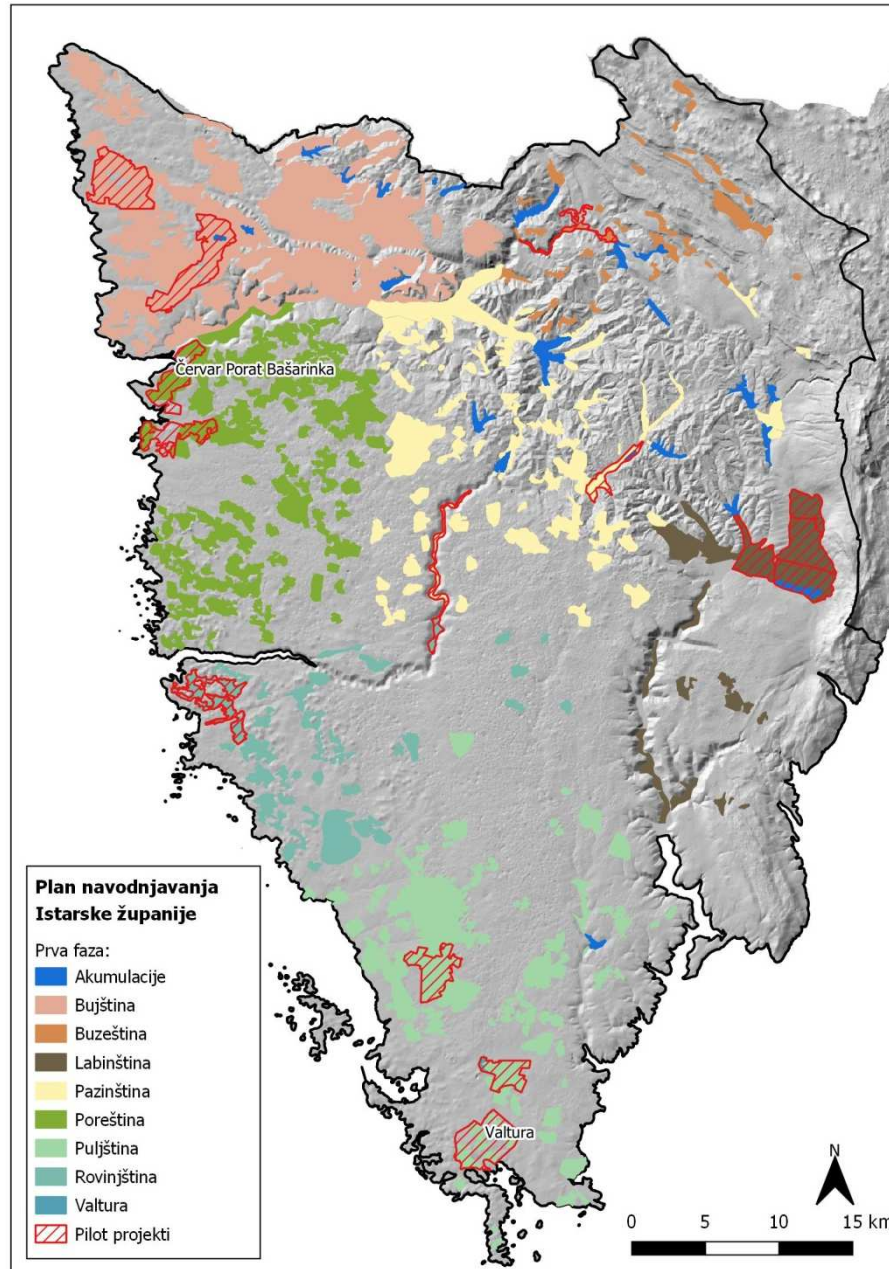 Červar Porat Bašarinka
Valtura
Plan navodnjavanja
Istarske županije
Prva faza:
Akumulacije
Bujština
Buzeština
Labinština
Pazinština
Poreština
Puljština
Rovinjština
Valtura
Pilot projekti
N
0 5 10 15 km